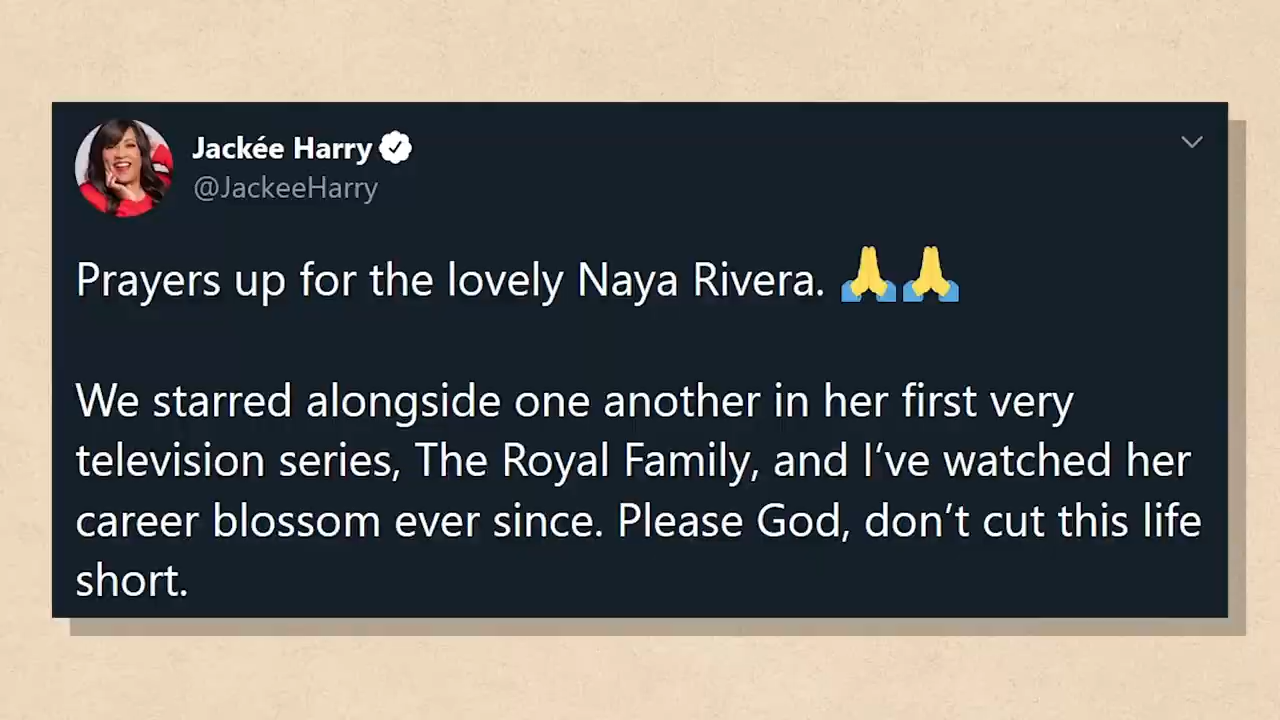 Jackée Harry
@JackeeHarry
Prayers up for the lovely Naya Rivera. 🙏🙏
We starred alongside one another in her first very
television series, The Royal Family, and I’ve watched her
career blossom ever since. Please God, don’t cut this life
short.